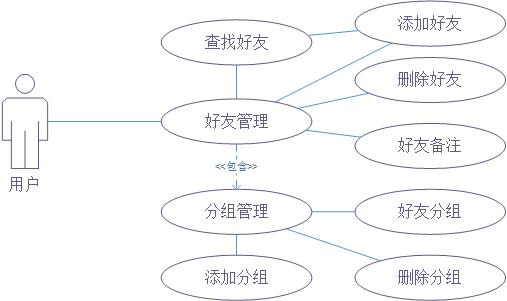 添加好友
查找好友
删除好友
好友管理
好友备注
<<包含>>
用户
分组管理
好友分组
添加分组
删除分组